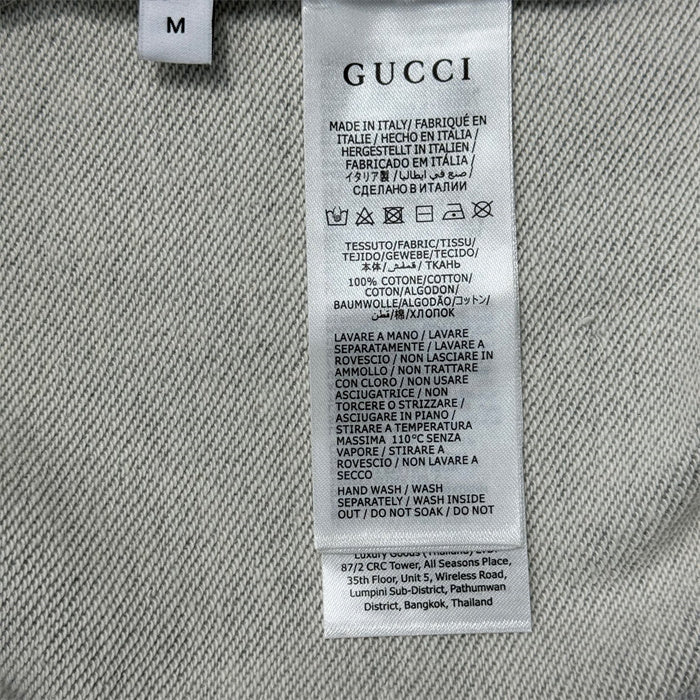 M
GUCCI
MADE IN ITALY/ FABRIQUÉ EN
ITALIE / HECHO EN ITALIA /
HERGESTELLT IN ITALIEN /
FABRICADO EM ITÁLIA /
イタリア製 / صنع في ايطاليا /
СДЕЛАНО В ИТАЛИИ
TESSUTO/FABRIC/TISSU/
TEJIDO/GEWEBE/TECIDO/
本体/قماش/ ТКАНЬ
100% COTONE/COTTON/
COTON/ALGODON/
BAUMWOLLE/ALGODÃO/コットン/
قطن/棉/ХЛОПОК
LAVARE A MANO / LAVARE
SEPARATAMENTE / LAVARE A
ROVESCIO / NON LASCIARE IN
AMMOLLO / NON TRATTARE
CON CLORO / NON USARE
ASCIUGATRICE / NON
TORCERE O STRIZZARE /
ASCIUGARE IN PIANO /
STIRARE A TEMPERATURA
MASSIMA 110°C SENZA
VAPORE / STIRARE A
ROVESCIO / NON LAVARE A
SECCO
HAND WASH / WASH
SEPARATELY / WASH INSIDE
OUT / DO NOT SOAK / DO NOT
Luxury Goods (Thailand) LTD.
87/2 CRC Tower, All Seasons Place,
35th Floor, Unit 5, Wireless Road,
Lumpini Sub-District, Pathumwan
District, Bangkok, Thailand